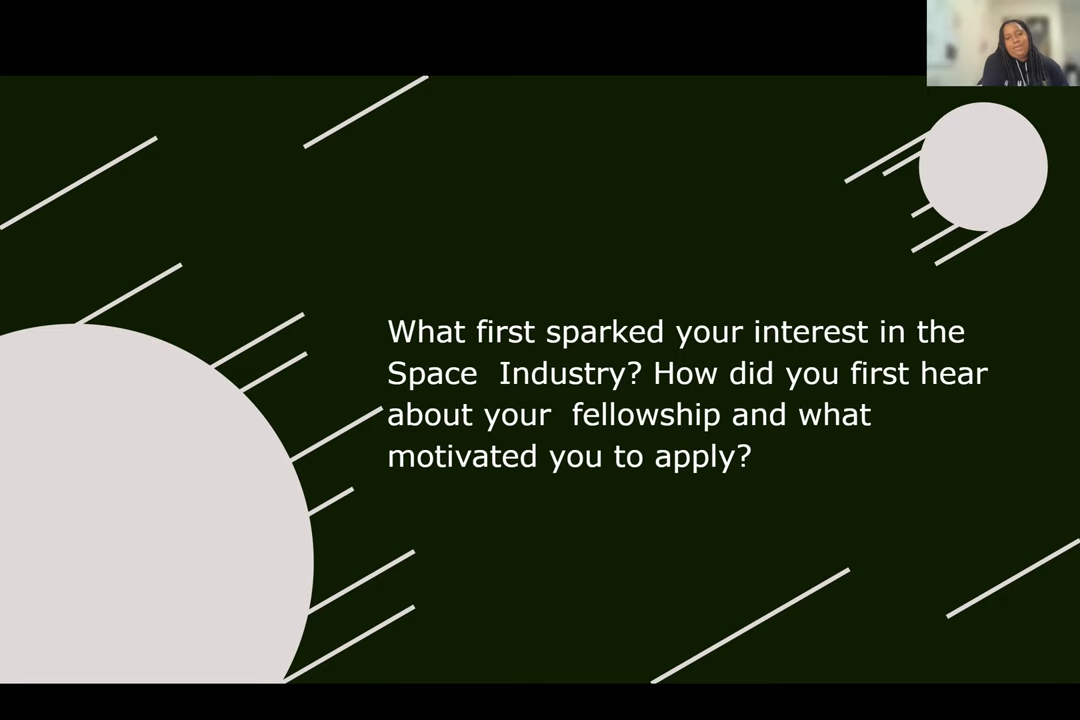 What first sparked your interest in the
Space  Industry? How did you first hear
about your  fellowship and what
motivated you to apply?